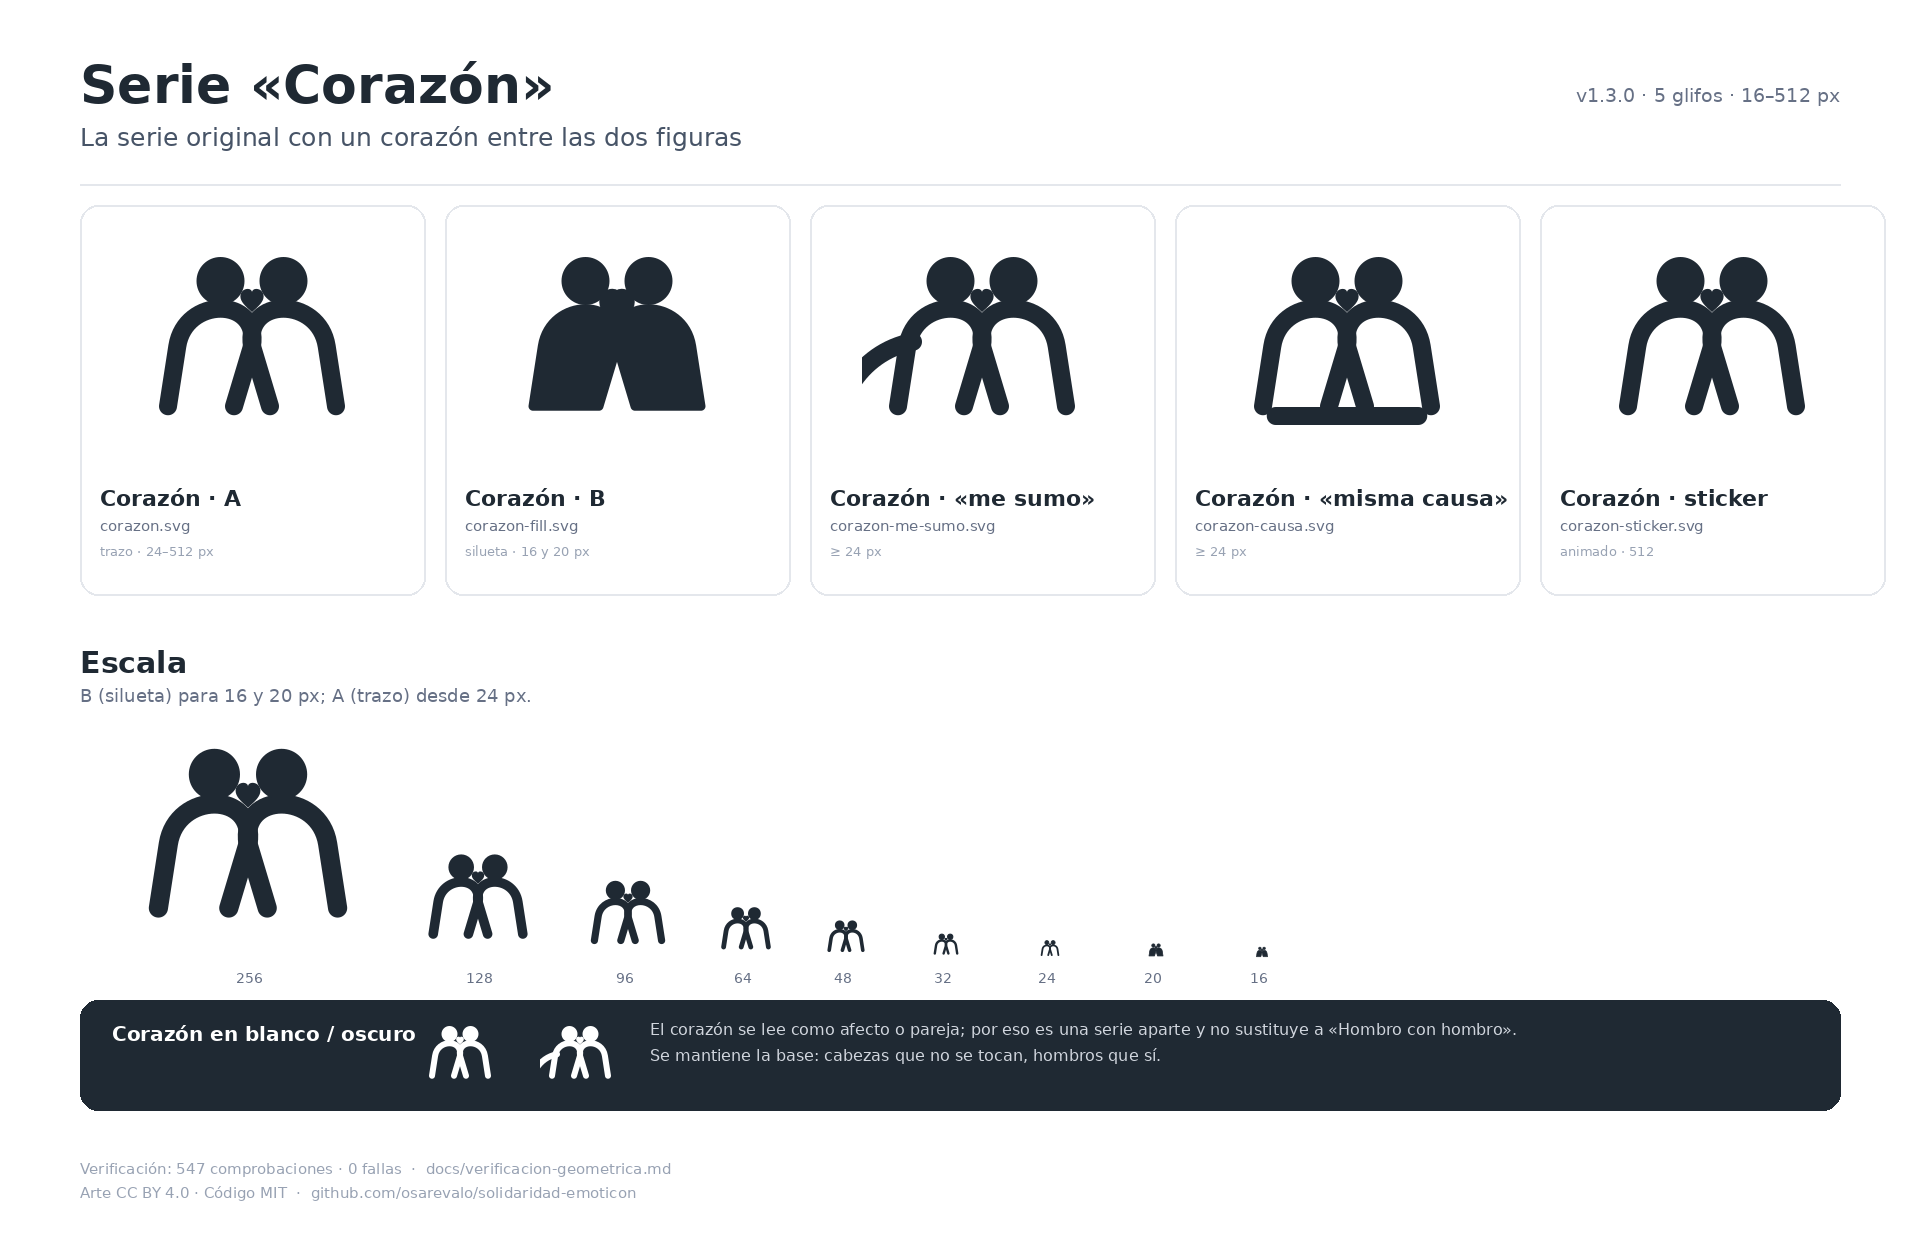 Serie «Corazón»
v1.3.0 · 5 glifos · 16–512 px
La serie original con un corazón entre las dos figuras
Corazón · A
corazon.svg
trazo · 24–512 px
Corazón · B
corazon-fill.svg
silueta · 16 y 20 px
Corazón · «me sumo»
corazon-me-sumo.svg
≥ 24 px
Corazón · «misma causa»
corazon-causa.svg
≥ 24 px
Corazón · sticker
corazon-sticker.svg
animado · 512
Escala
B (silueta) para 16 y 20 px; A (trazo) desde 24 px.
256 128 96 64 48 32 24 20 16
Corazón en blanco / oscuro
El corazón se lee como afecto o pareja; por eso es una serie aparte y no sustituye a «Hombro con hombro».
Se mantiene la base: cabezas que no se tocan, hombros que sí.
Verificación: 547 comprobaciones · 0 fallas · docs/verificacion-geometrica.md
Arte CC BY 4.0 · Código MIT · github.com/osarevalo/solidaridad-emoticon